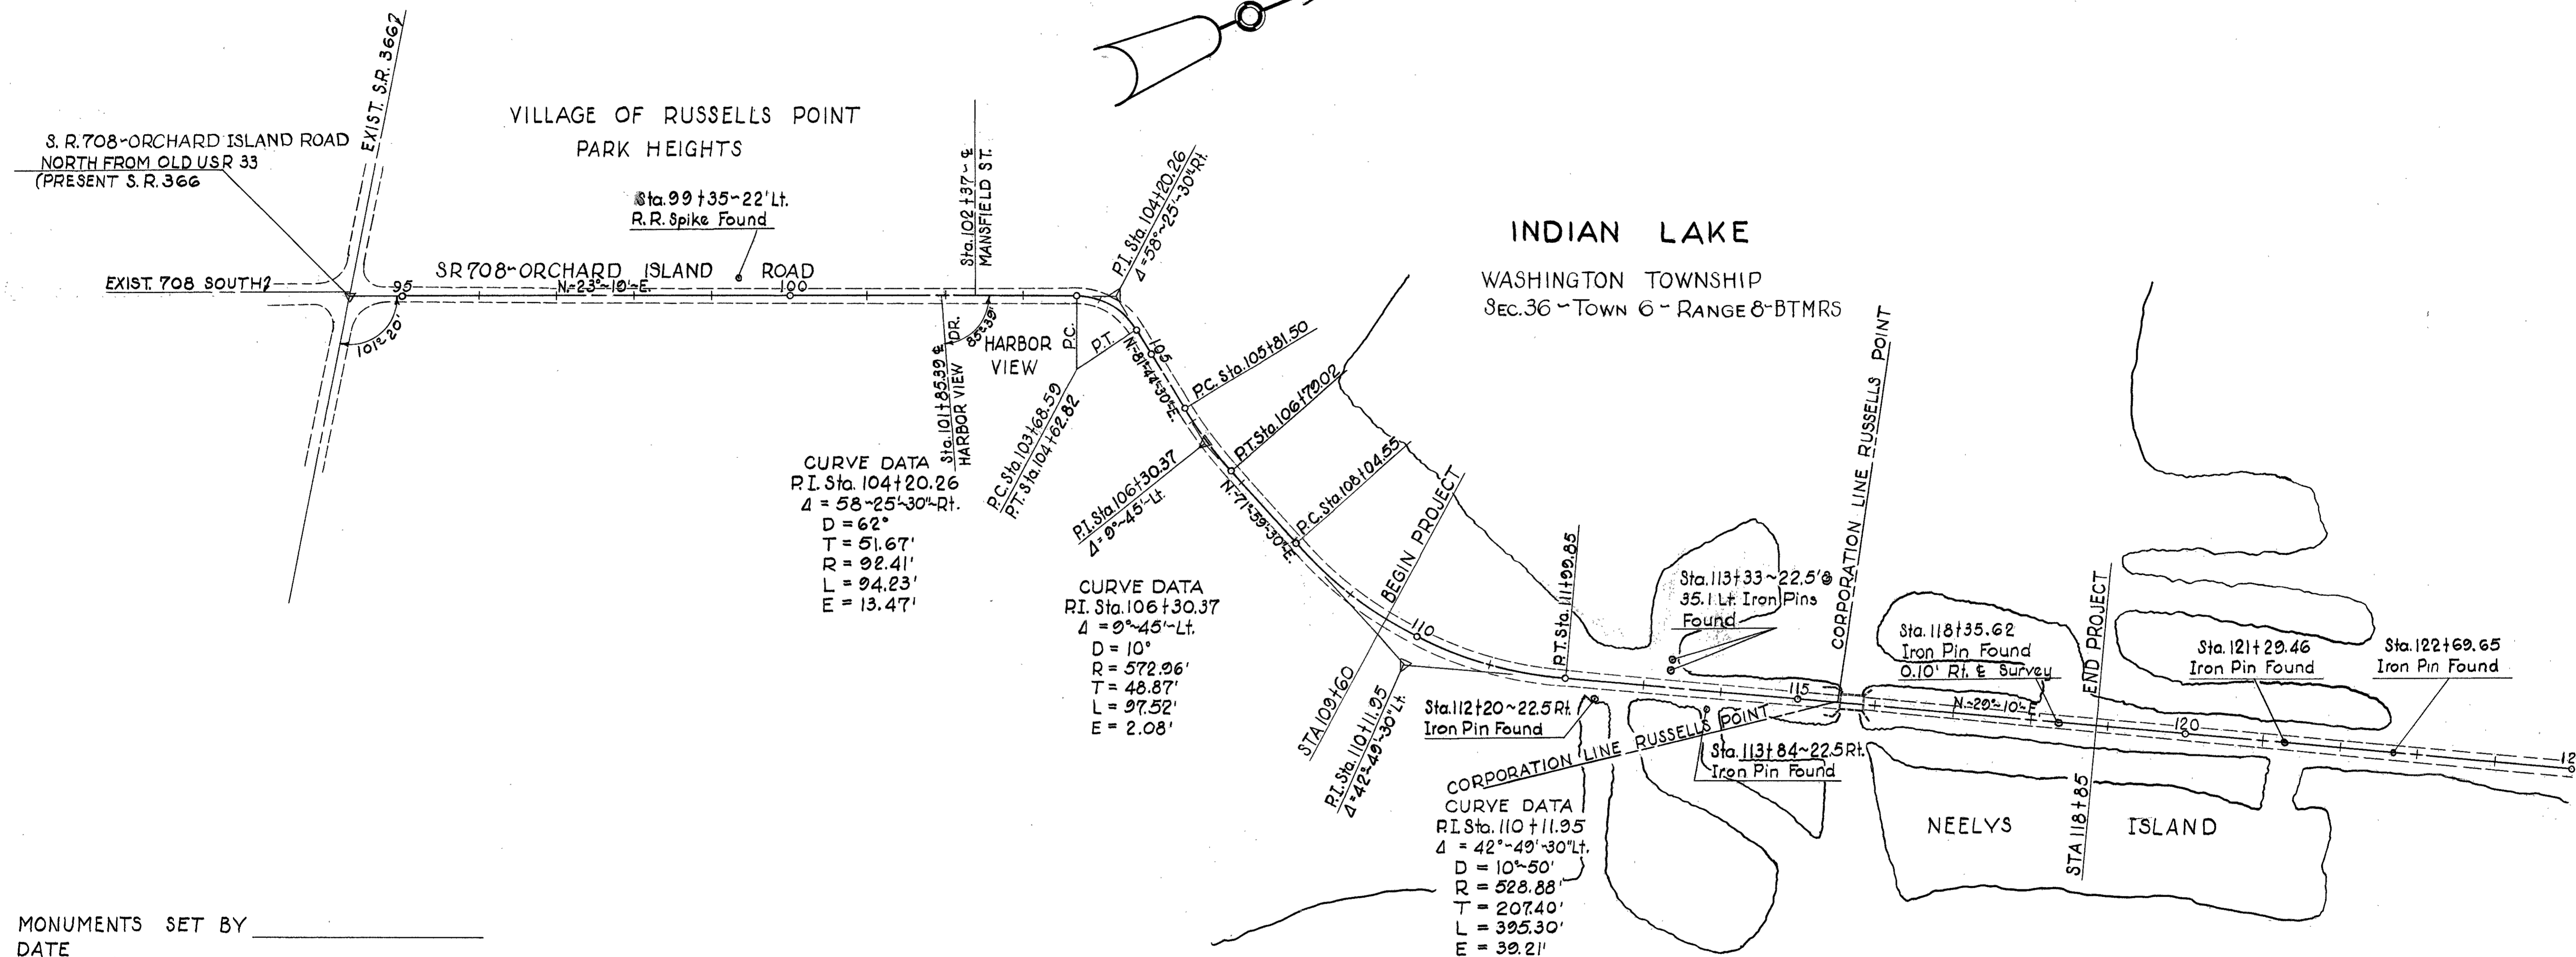 EXIST. S.R. 366
VILLAGE OF RUSSELLS POINT
PARK HEIGHTS
S.R.708~ORCHARD ISLAND ROAD
NORTH FROM OLD USR 33
(PRESENT S.R.366
Sta.99+35~22'Lt.
R.R. Spike Found
Sta.102+37~℄
MANSFIELD ST.
P.I. Sta. 104+20.26
Δ=58°~25'~30"Rt.
EXIST. 708 SOUTH
SR 708~ORCHARD ISLAND ROAD
95
N.~23°~19'~E.
100
101°~20'
Sta.101+85.39 ℄
HARBOR VIEW DR.
85°~39'
HARBOR
VIEW
P.C.
P.T.
P.C. Sta.103+68.59
P.T. Sta.104+62.82
105
N.~81°~44'~30"~E.
P.C. Sta.105+81.50
P.T. Sta.106+79.02
P.I. Sta.106+30.37
Δ=9°~45'~Lt.
P.C. Sta.108+04.55
N.~71°~59'~30"~E.
INDIAN LAKE
WASHINGTON TOWNSHIP
SEC.36~TOWN 6~RANGE 8~BTMRS
CURVE DATA
P.I. Sta. 104+20.26
Δ = 58~25'~30"~Rt.
D = 62°
T = 51.67'
R = 92.41'
L = 94.23'
E = 13.47'
CURVE DATA
P.I. Sta.106+30.37
Δ = 9°~45'~Lt.
D = 10°
R = 572.96'
T = 48.87'
L = 97.52'
E = 2.08'
BEGIN PROJECT
STA 109+60
110
P.I. Sta. 110+11.95
Δ=42°~49'~30"Lt.
P.T. Sta. 111+99.85
Sta.113+33~22.5'&
35.1 Lt. Iron Pins
Found
CORPORATION LINE RUSSELLS POINT
115
Sta.112+20~22.5 Rt.
Iron Pin Found
CORPORATION LINE RUSSELLS POINT
Sta.113+84~22.5 Rt.
Iron Pin Found
CURVE DATA
P.I. Sta. 110+11.95
Δ = 42°~49'~30"Lt.
D = 10°~50'
R = 528.88'
T = 207.40'
L = 395.30'
E = 39.21'
Sta. 118+35.62
Iron Pin Found
0.10' Rt. ℄ Survey
N.~29°~10'~E.
END PROJECT
STA 118+85
120
Sta. 121+29.46
Iron Pin Found
Sta. 122+69.65
Iron Pin Found
12
NEELYS ISLAND
MONUMENTS SET BY
DATE